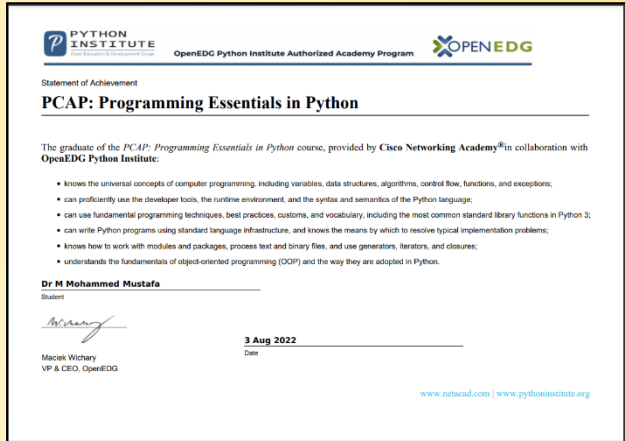 PYTHON
INSTITUTE
Open Education & Development Group
OpenEDG Python Institute Authorized Academy Program
OPENEDG
Statement of Achievement
PCAP: Programming Essentials in Python
The graduate of the PCAP: Programming Essentials in Python course, provided by Cisco Networking Academy® in collaboration with
OpenEDG Python Institute:
• knows the universal concepts of computer programming, including variables, data structures, algorithms, control flow, functions, and exceptions;
• can proficiently use the developer tools, the runtime environment, and the syntax and semantics of the Python language;
• can use fundamental programming techniques, best practices, customs, and vocabulary, including the most common standard library functions in Python 3;
• can write Python programs using standard language infrastructure, and knows the means by which to resolve typical implementation problems;
• knows how to work with modules and packages, process text and binary files, and use generators, iterators, and closures;
• understands the fundamentals of object-oriented programming (OOP) and the way they are adopted in Python.
Dr M Mohammed Mustafa
Student
W.Wichary
3 Aug 2022
Date
Maciek Wichary
VP & CEO, OpenEDG
www.netacad.com | www.pythoninstitute.org